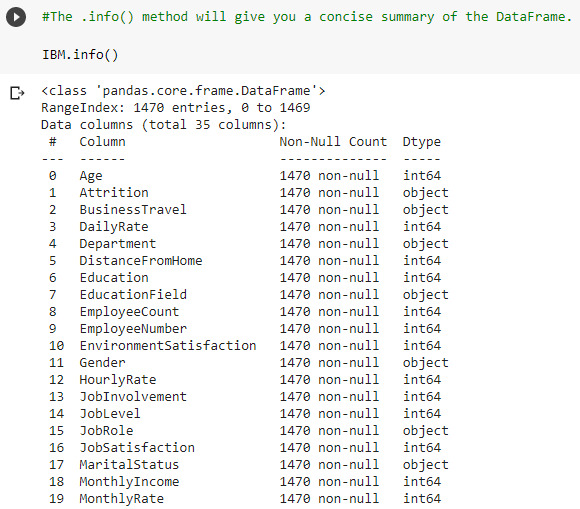 #The .info() method will give you a concise summary of the DataFrame.
IBM.info()
<class 'pandas.core.frame.DataFrame'>
RangeIndex: 1470 entries, 0 to 1469
Data columns (total 35 columns):
 #   Column                   Non-Null Count  Dtype
---  ------                   --------------  -----
 0   Age                      1470 non-null   int64
 1   Attrition                1470 non-null   object
 2   BusinessTravel           1470 non-null   object
 3   DailyRate                1470 non-null   int64
 4   Department               1470 non-null   object
 5   DistanceFromHome         1470 non-null   int64
 6   Education                1470 non-null   int64
 7   EducationField           1470 non-null   object
 8   EmployeeCount            1470 non-null   int64
 9   EmployeeNumber           1470 non-null   int64
 10  EnvironmentSatisfaction  1470 non-null   int64
 11  Gender                   1470 non-null   object
 12  HourlyRate               1470 non-null   int64
 13  JobInvolvement           1470 non-null   int64
 14  JobLevel                 1470 non-null   int64
 15  JobRole                  1470 non-null   object
 16  JobSatisfaction          1470 non-null   int64
 17  MaritalStatus            1470 non-null   object
 18  MonthlyIncome            1470 non-null   int64
 19  MonthlyRate              1470 non-null   int64